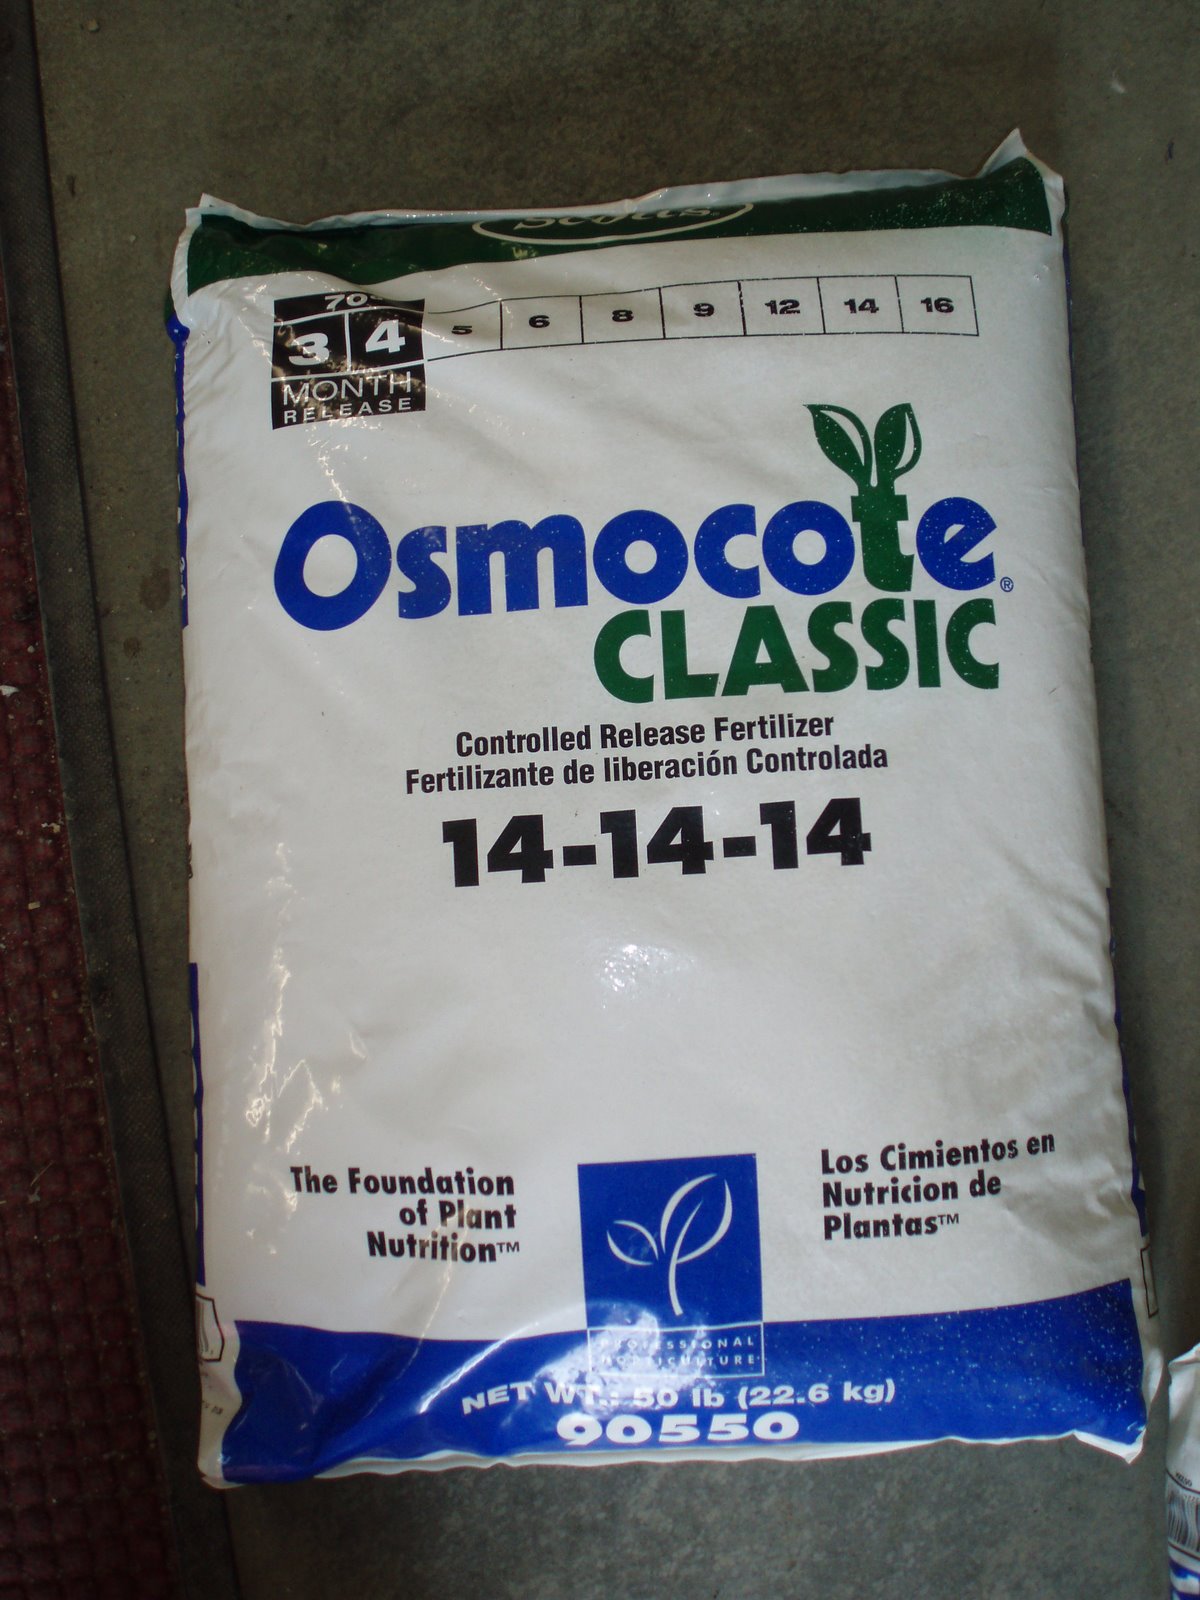 Scotts
70°
3 4 5 6 8 9 12 14 16
MONTH
RELEASE
Osmocote®
CLASSIC
Controlled Release Fertilizer
Fertilizante de liberación Controlada
14-14-14
The Foundation
of Plant
Nutrition™
Los Cimientos en
Nutricion de
Plantas™
PROFESSIONAL
HORTICULTURE
NET WT.: 50 lb (22.6 kg)
90550